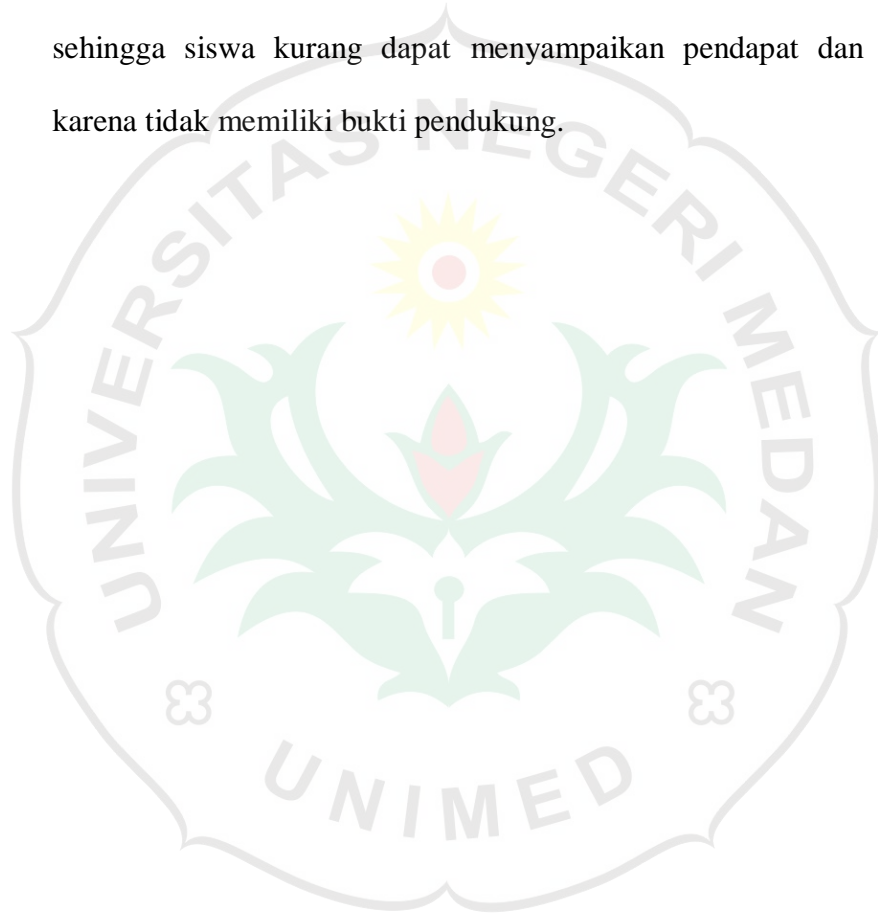 sehingga siswa kurang dapat menyampaikan pendapat dan
karena tidak memiliki bukti pendukung.
UNIVERSITAS NEGERI MEDAN
UNIMED